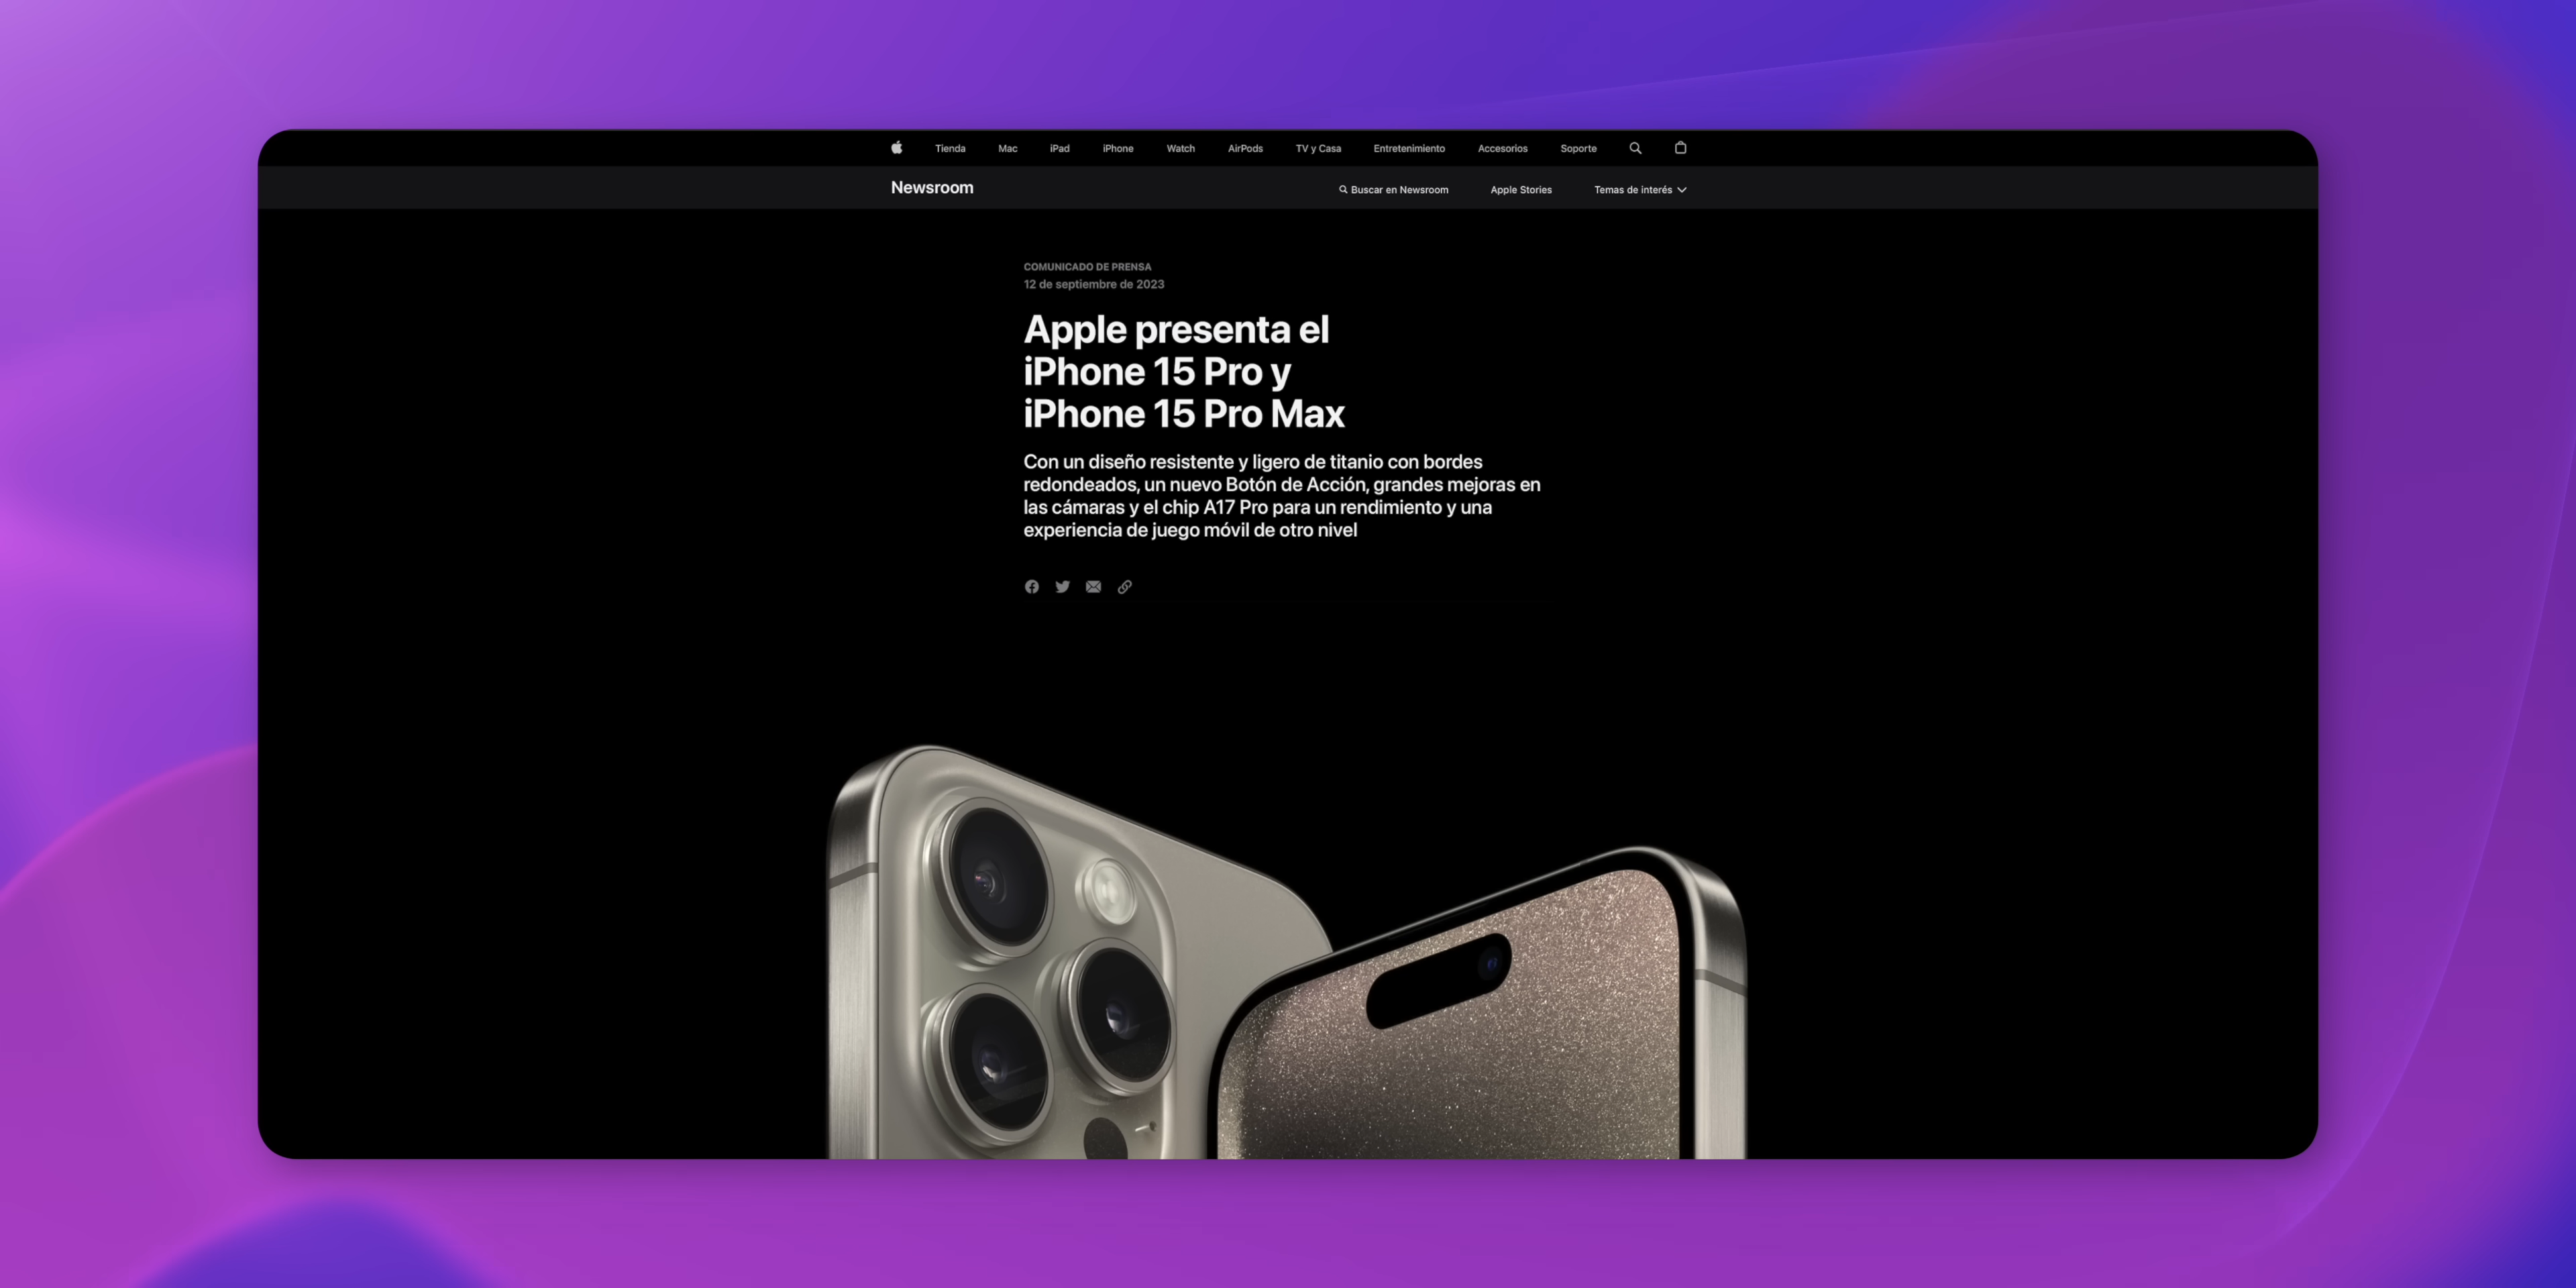 Tienda Mac iPad iPhone Watch AirPods TV y Casa Entretenimiento Accesorios Soporte
Newsroom Buscar en Newsroom Apple Stories Temas de interés
COMUNICADO DE PRENSA
12 de septiembre de 2023
Apple presenta el
iPhone 15 Pro y
iPhone 15 Pro Max
Con un diseño resistente y ligero de titanio con bordes
redondeados, un nuevo Botón de Acción, grandes mejoras en
las cámaras y el chip A17 Pro para un rendimiento y una
experiencia de juego móvil de otro nivel